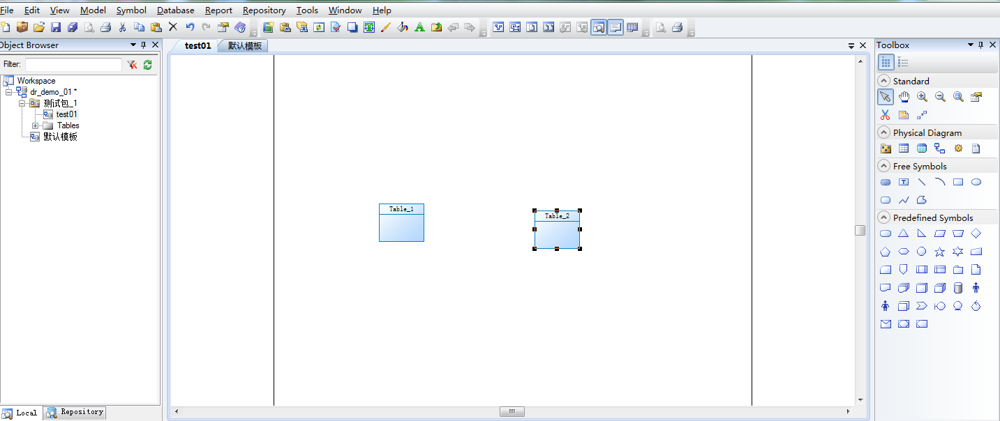 File Edit View Model Symbol Database Report Repository Tools Window Help
Object Browser
test01 默认模板
Toolbox
Filter:
Workspace
dr_demo_01 *
测试包_1
test01
Tables
默认模板
Table_1
Table_2
Standard
Physical Diagram
Free Symbols
Predefined Symbols
Local Repository